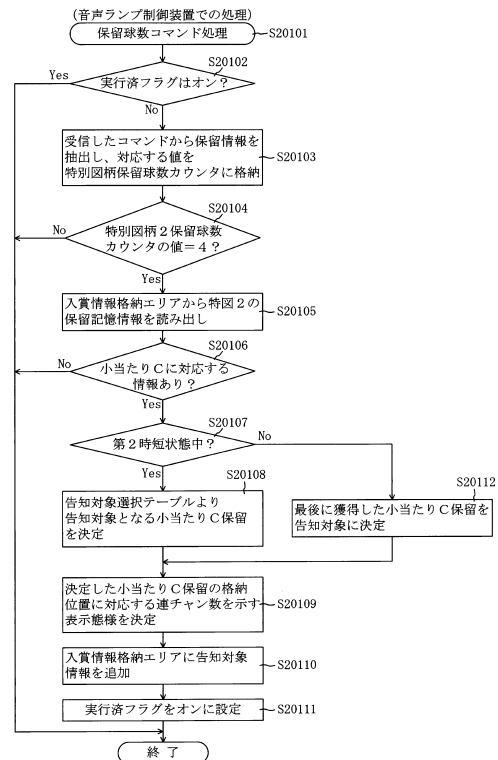 (音声ランプ制御装置での処理)
保留球数コマンド処理
S20101
S20102
Yes
実行済フラグはオン？
No
受信したコマンドから保留情報を
抽出し、対応する値を
特別図柄保留球数カウンタに格納
S20103
S20104
No
特別図柄２保留球数
カウンタの値＝４？
Yes
入賞情報格納エリアから特図２の
保留記憶情報を読み出し
S20105
S20106
No
小当たりＣに対応する
情報あり？
Yes
S20107
第２時短状態中？
No
Yes
S20108
告知対象選択テーブルより
告知対象となる小当たりＣ保留
を決定
S20112
最後に獲得した小当たりＣ保留を
告知対象に決定
決定した小当たりＣ保留の格納
位置に対応する連チャン数を示す
表示態様を決定
S20109
入賞情報格納エリアに告知対象
情報を追加
S20110
実行済フラグをオンに設定
S20111
終了